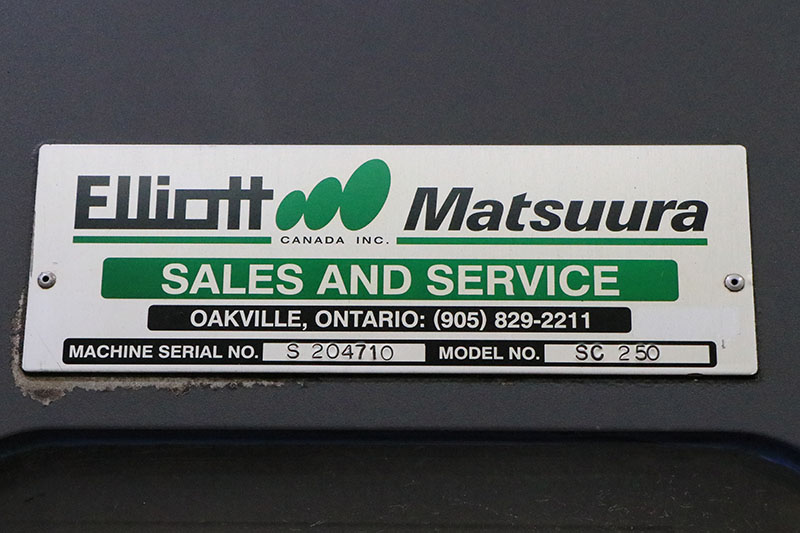 Elliott Matsuura
CANADA INC.
SALES AND SERVICE
OAKVILLE, ONTARIO: (905) 829-2211
MACHINE SERIAL NO. S 204710 MODEL NO. SC 250